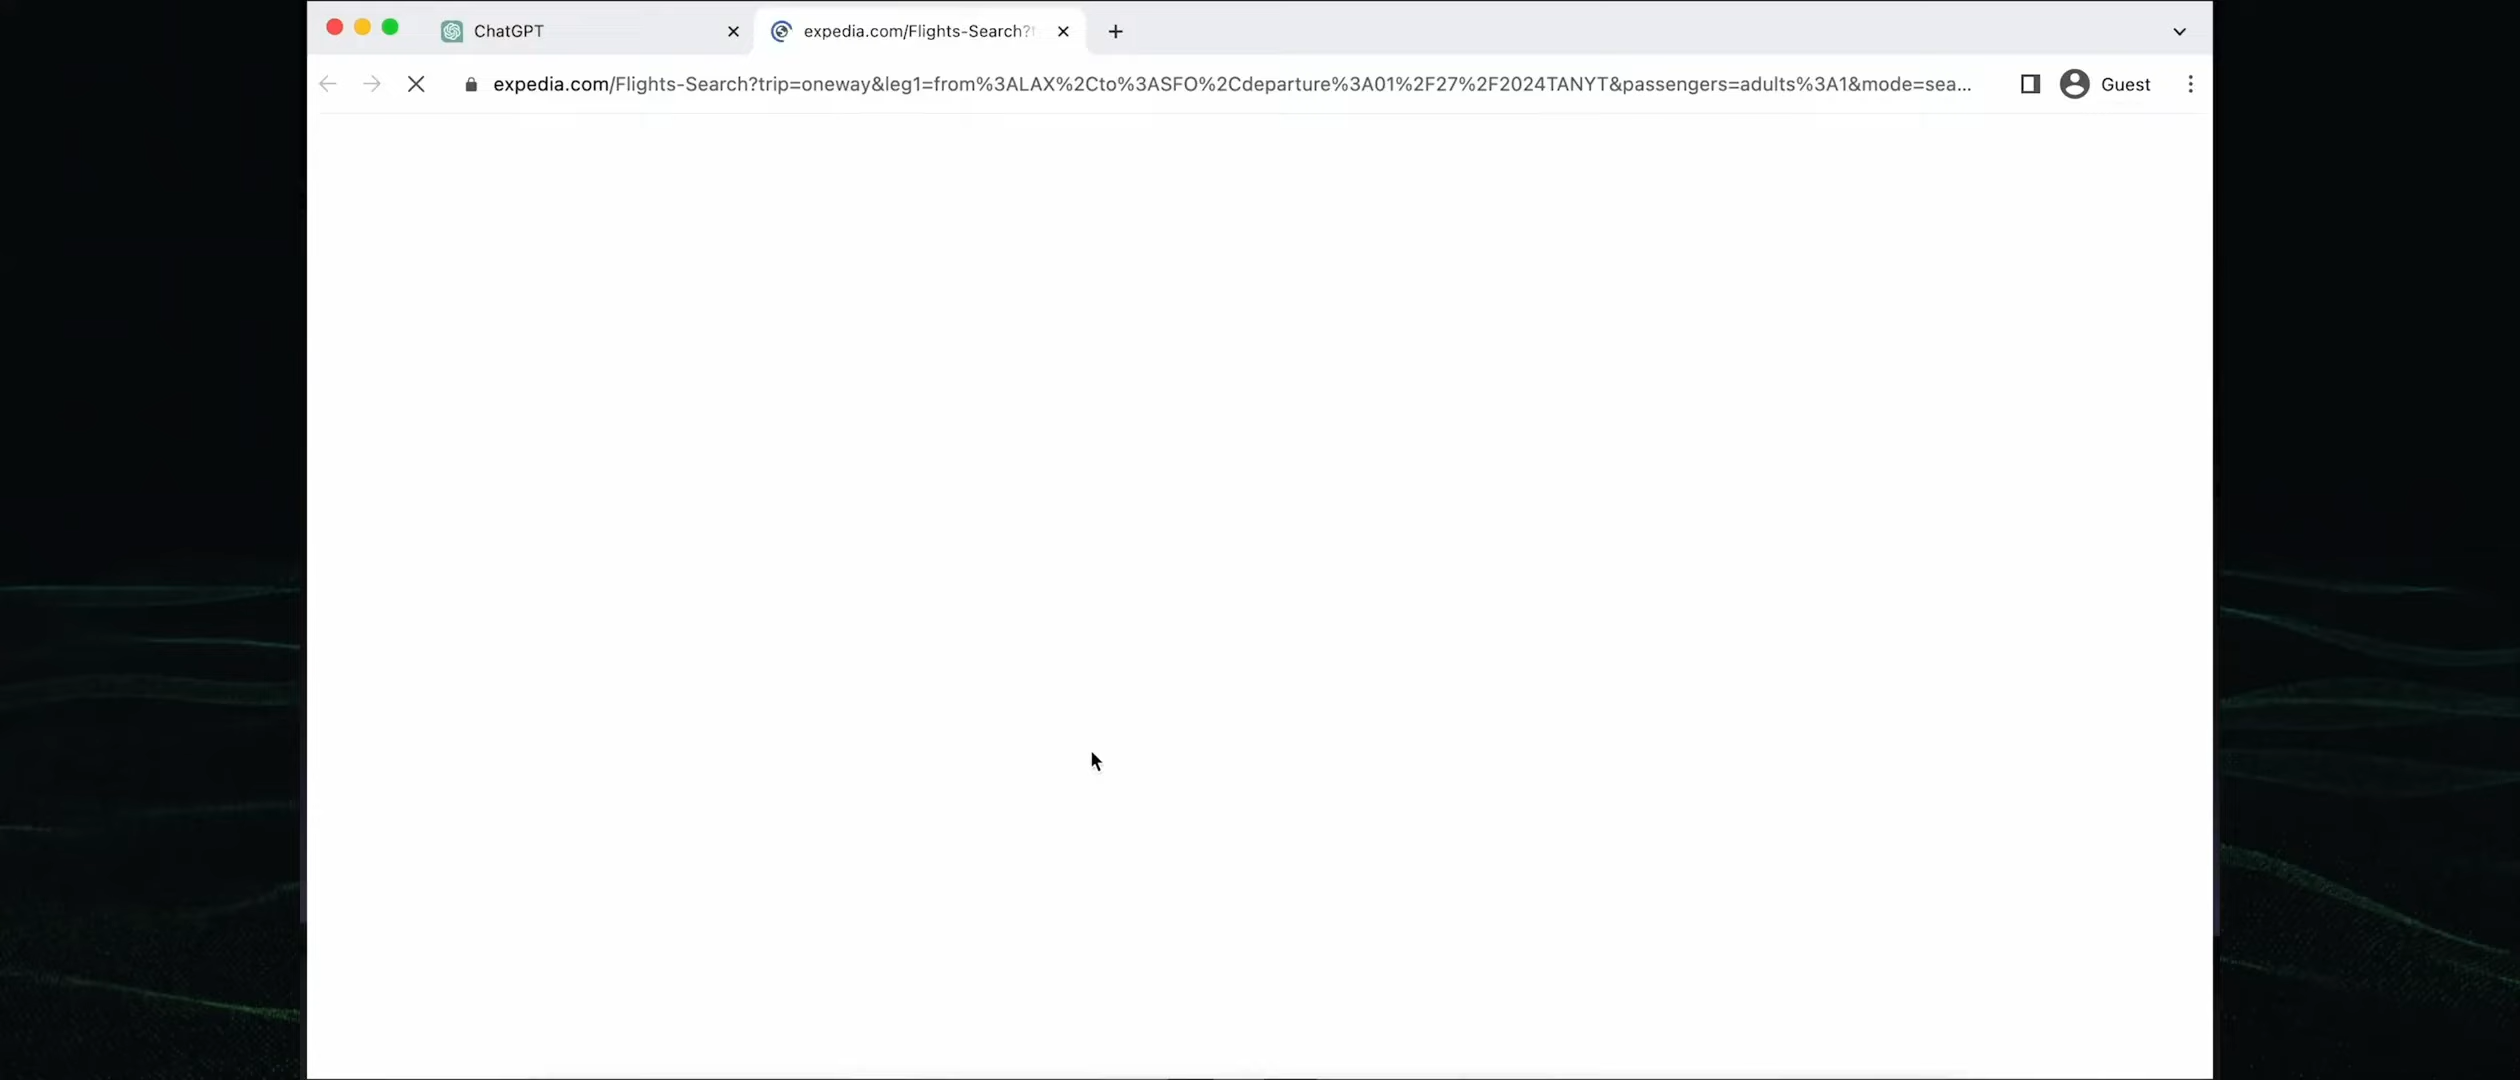 ChatGPT
expedia.com/Flights-Search?
expedia.com/Flights-Search?trip=oneway&leg1=from%3ALAX%2Cto%3ASFO%2Cdeparture%3A01%2F27%2F2024TANYT&passengers=adults%3A1&mode=sea...
Guest